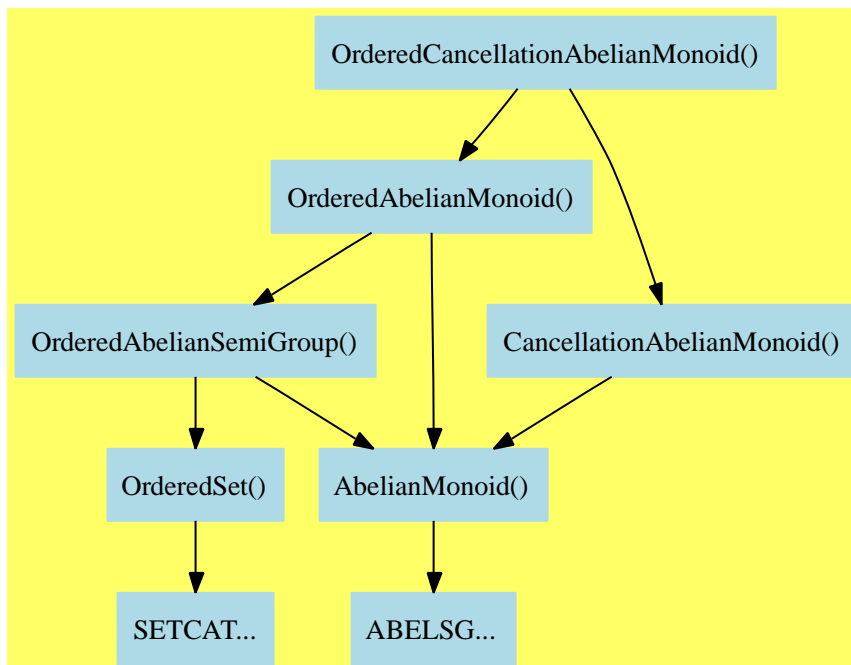 OrderedCancellationAbelianMonoid()
OrderedAbelianMonoid()
OrderedAbelianSemiGroup()
CancellationAbelianMonoid()
OrderedSet()
AbelianMonoid()
SETCAT...
ABELSG...